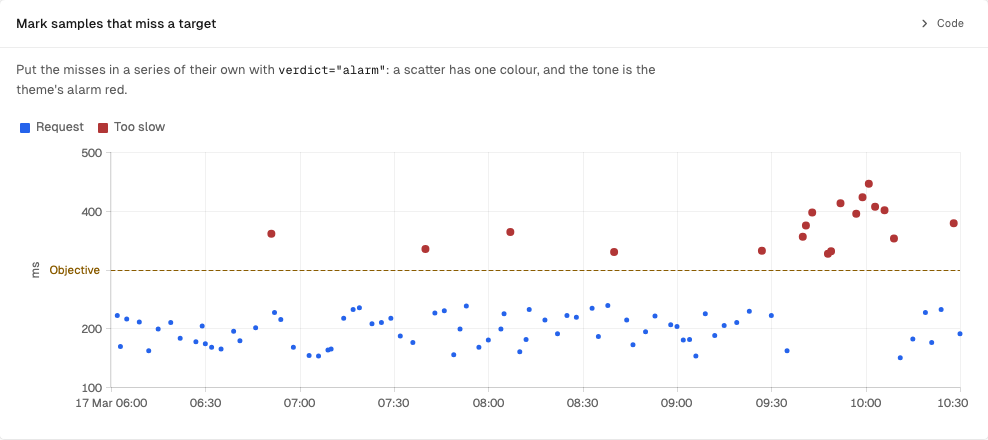 Mark samples that miss a target
Code
Put the misses in a series of their own with verdict="alarm": a scatter has one colour, and the tone is the
theme's alarm red.
Request
Too slow
500
400
Objective
ms
200
100
17 Mar 06:00
06:30
07:00
07:30
08:00
08:30
09:00
09:30
10:00
10:30